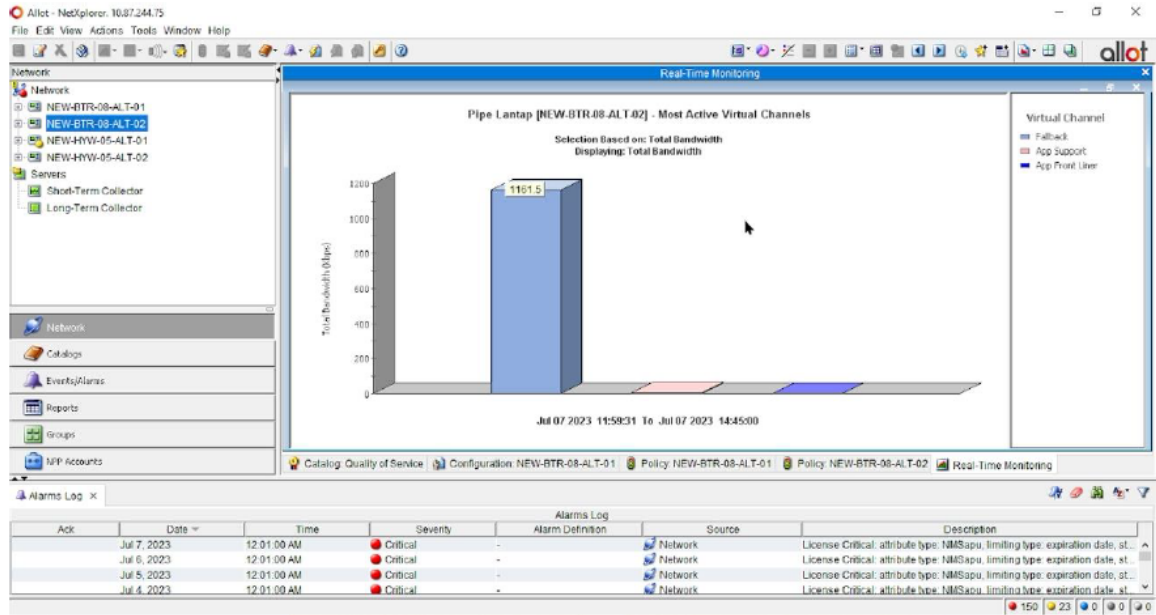 Allot - NetXplorer. 10.87.244.75
File Edit View Actions Tools Window Help
allot
Network
Real-Time Monitoring
Network
NEW-BTR-08-ALT-01
NEW-BTR-08-ALT-02
NEW-HYW-05-ALT-01
NEW-HYW-05-ALT-02
Servers
Short-Term Collector
Long-Term Collector
Network
Catalogs
Events/Alarms
Reports
Groups
NPP Accounts
Pipe Lantap [NEW-BTR-08-ALT-02] - Most Active Virtual Channels
Selection Based on: Total Bandwidth
Displaying: Total Bandwidth
Total Bandwidth (Kbps)
1200
1000
800
600
400
200
0
1161.5
Jul 07 2023 11:59:31 To Jul 07 2023 14:45:00
Virtual Channel
Fallback
App Support
App Front Liner
Catalog: Quality of Service Configuration: NEW-BTR-08-ALT-01 Policy: NEW-BTR-08-ALT-01 Policy: NEW-BTR-08-ALT-02 Real-Time Monitoring
Alarms Log
Alarms Log
Ack Date Time Severity Alarm Definition Source Description
Jul 7, 2023 12:01:00 AM Critical - Network License Critical: attribute type: NMSapu, limiting type: expiration date, st...
Jul 6, 2023 12:01:00 AM Critical - Network License Critical: attribute type: NMSapu, limiting type: expiration date, st...
Jul 5, 2023 12:01:00 AM Critical - Network License Critical: attribute type: NMSapu, limiting type: expiration date, st...
Jul 4, 2023 12:01:00 AM Critical - Network License Critical: attribute type: NMSapu, limiting type: expiration date, st...
150 23 0 0 0